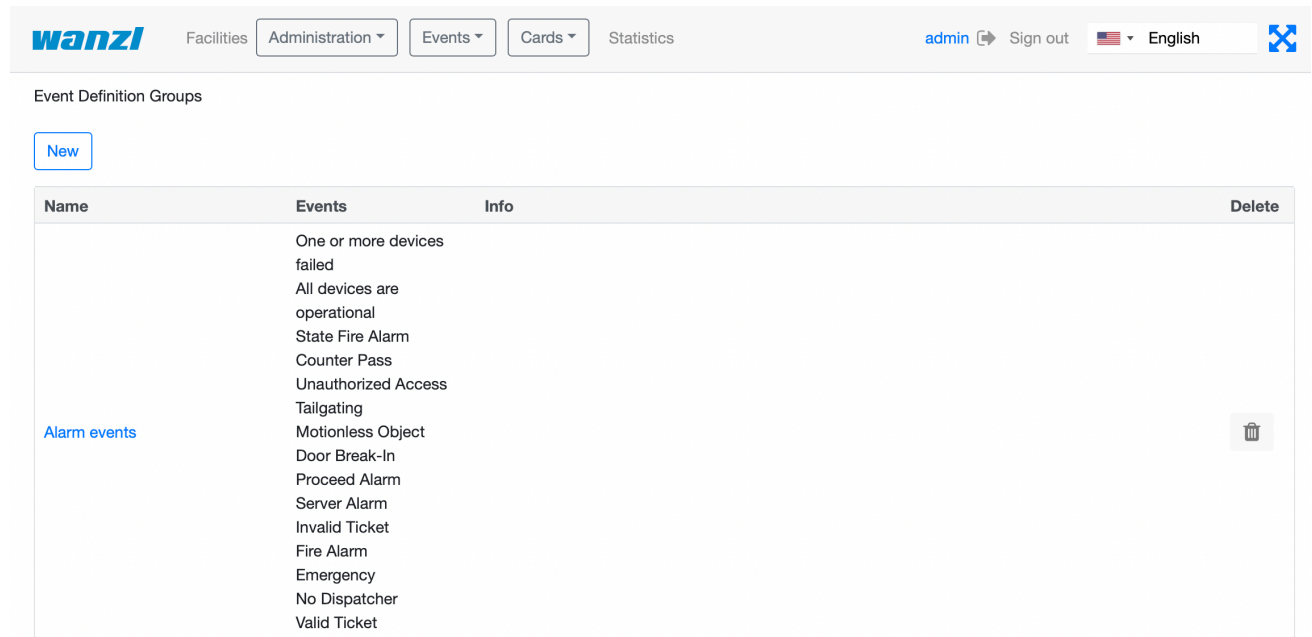 wanzl Facilities Administration Events Cards Statistics admin Sign out English
Event Definition Groups
New
Name Events Info Delete
One or more devices
failed
All devices are
operational
State Fire Alarm
Counter Pass
Unauthorized Access
Tailgating
Alarm events
Motionless Object
Door Break-In
Proceed Alarm
Server Alarm
Invalid Ticket
Fire Alarm
Emergency
No Dispatcher
Valid Ticket